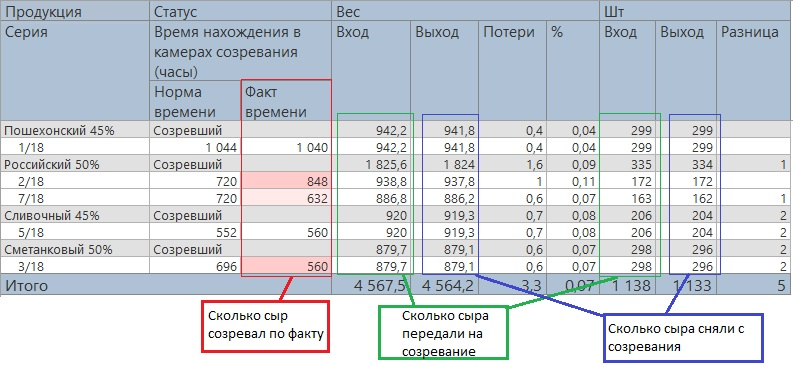 Продукция Статус Вес Шт
Серия Время нахождения в камерах созревания (часы) Вход Выход Потери % Вход Выход Разница
Норма времени Факт времени
Пошехонский 45% Созревший 942,2 941,8 0,4 0,04 299 299
1/18 1 044 1 040 942,2 941,8 0,4 0,04 299 299
Российский 50% Созревший 1 825,6 1 824 1,6 0,09 335 334 1
2/18 720 848 938,8 937,8 1 0,11 172 172
7/18 720 632 886,8 886,2 0,6 0,07 163 162 1
Сливочный 45% Созревший 920 919,3 0,7 0,08 206 204 2
5/18 552 560 920 919,3 0,7 0,08 206 204 2
Сметанковый 50% Созревший 879,7 879,1 0,6 0,07 298 296 2
3/18 696 560 879,7 879,1 0,6 0,07 298 296 2
Итого 4 567,5 4 564,2 3,3 0,07 1 138 1 133 5
Сколько сыр
созревал по факту
Сколько сыра
передали на
созревание
Сколько сыра сняли с
созревания